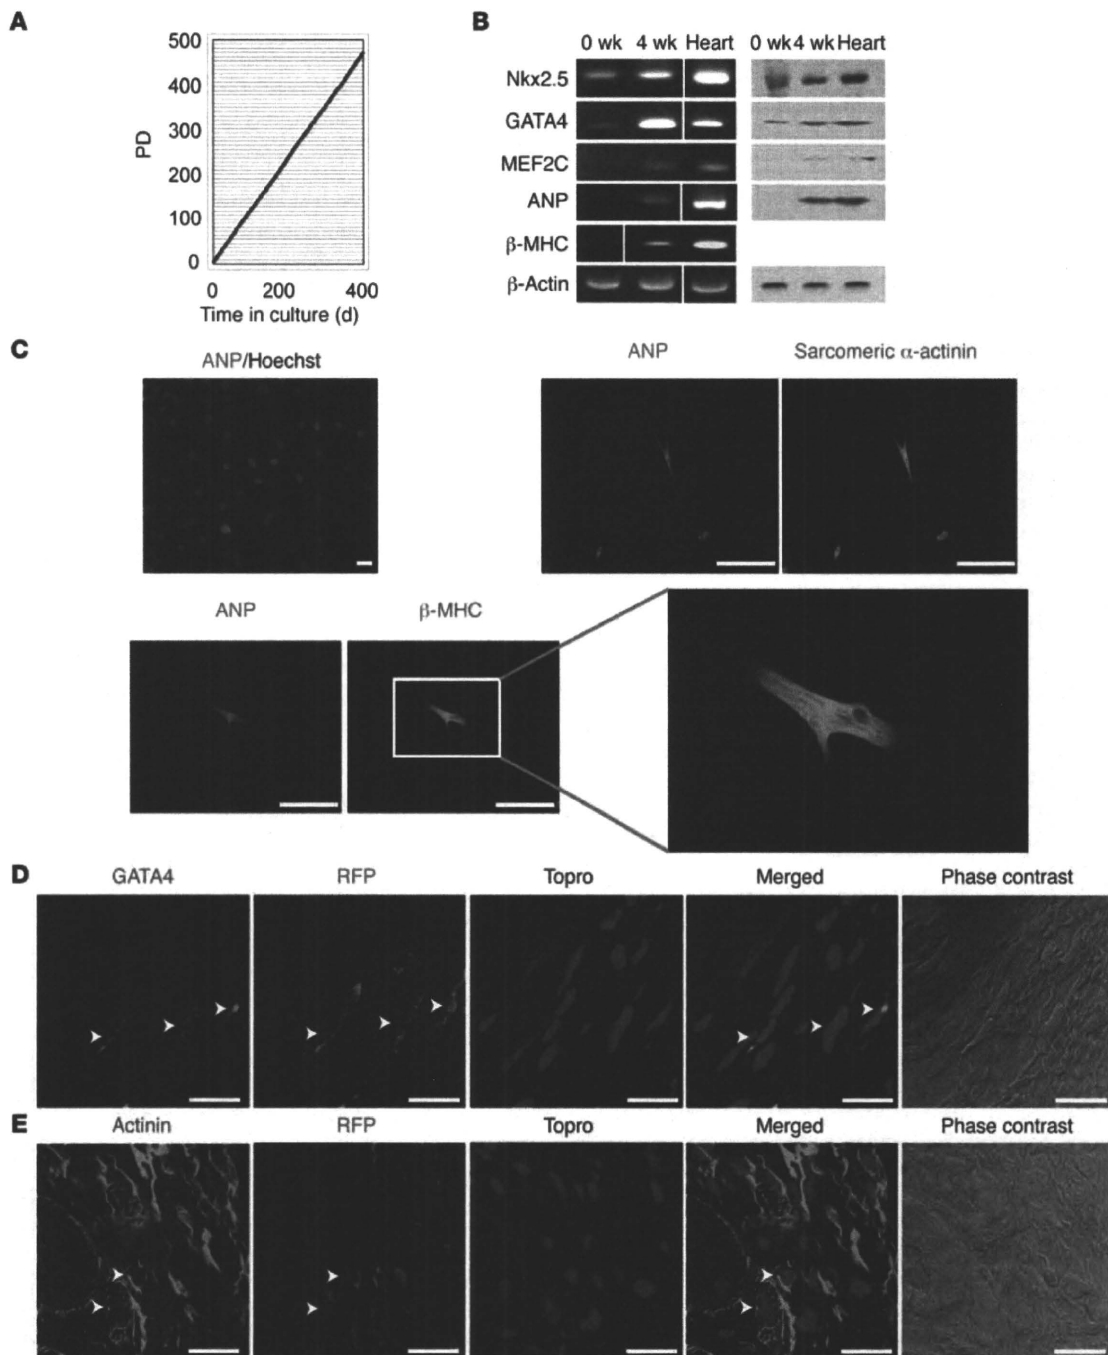 A
500
400
300
200
100
0
PD
0 200 400
Time in culture (d)
B
0 wk 4 wk Heart 0 wk 4 wk Heart
Nkx2.5
GATA4
MEF2C
ANP
β-MHC
β-Actin
C
ANP/Hoechst
ANP
Sarcomeric α-actinin
ANP
β-MHC
D
GATA4 RFP Topro Merged Phase contrast
E
Actinin RFP Topro Merged Phase contrast